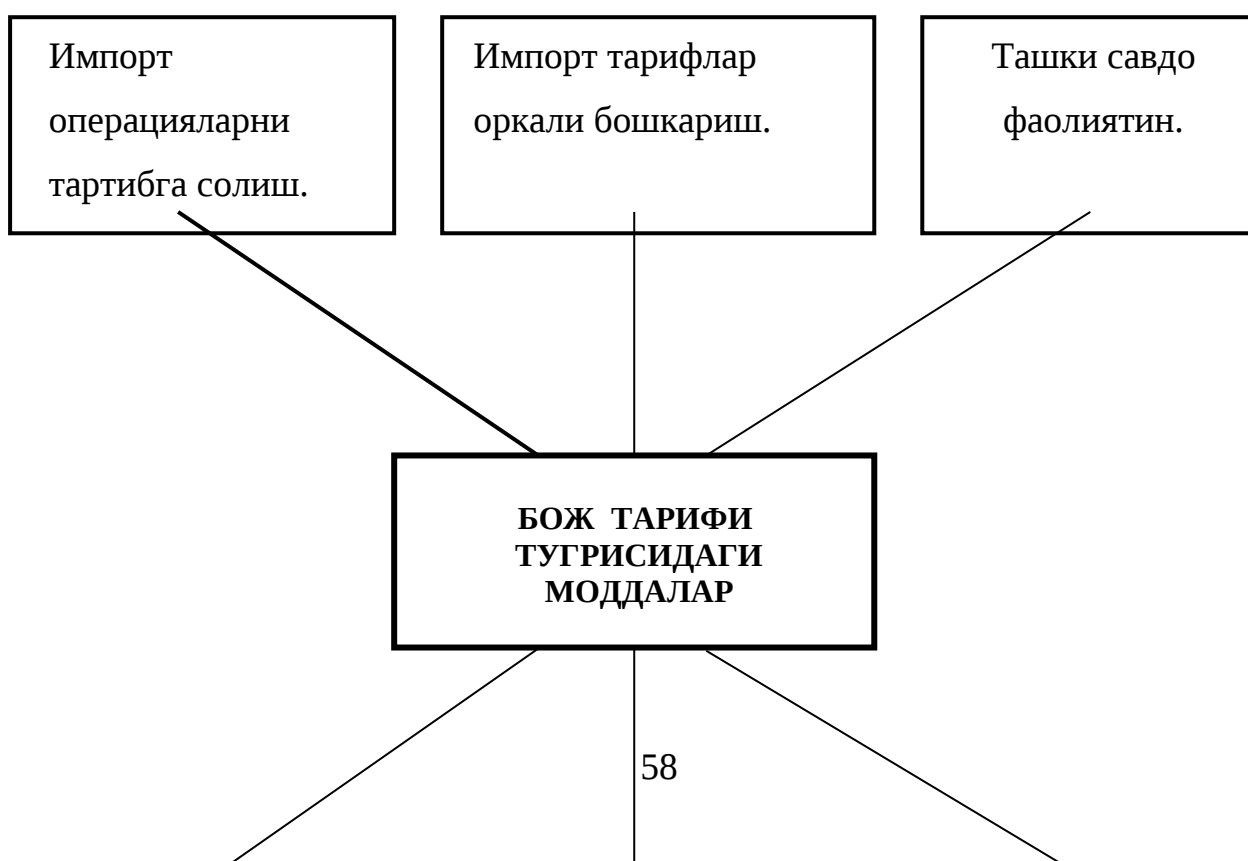 Импорт
операцияларни
тартибга солиш.
Импорт тарифлар
оркали бошкариш.
Ташки савдо
фаолиятин.
БОЖ ТАРИФИ
ТУГРИСИДАГИ
МОДДАЛАР
58